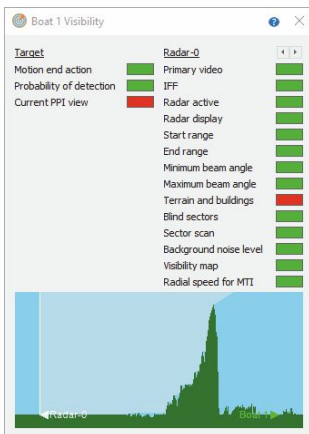 Boat 1 Visibility
Target
Motion end action
Probability of detection
Current PPI view
Radar-0
Primary video
IFF
Radar active
Radar display
Start range
End range
Minimum beam angle
Maximum beam angle
Terrain and buildings
Blind sectors
Sector scan
Background noise level
Visibility map
Radial speed for MTI
Radar-0
Boat 1